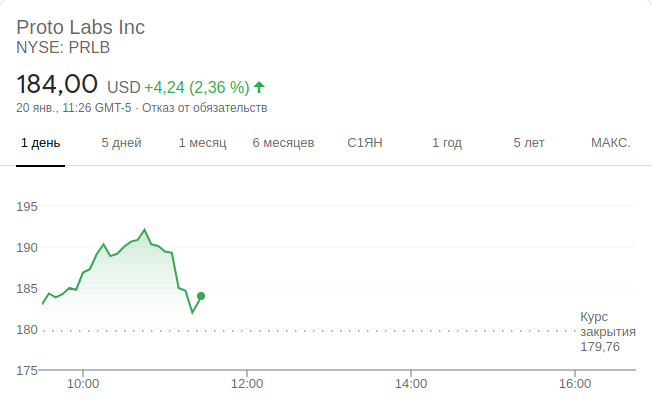 Proto Labs Inc
NYSE: PRLB
184,00 USD +4,24 (2,36 %)
20 янв., 11:26 GMT-5 · Отказ от обязательств
1 день 5 дней 1 месяц 6 месяцев С1ЯН 1 год 5 лет МАКС.
195
190
185
180
175
Курс
закрытия
179,76
10:00 12:00 14:00 16:00